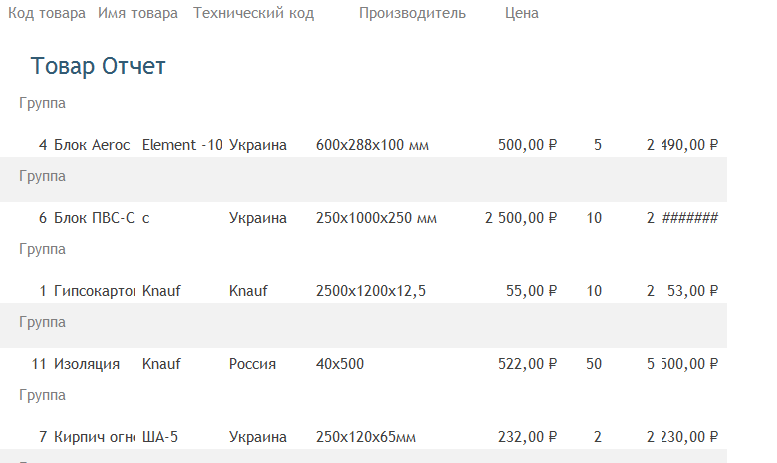 Код товара Имя товара Технический код Производитель Цена
Товар Отчет
Группа
4 Блок Aeroc Element -10 Украина 600x288x100 мм 500,00 ₽ 5 2 490,00 ₽
Группа
6 Блок ПВС-С с Украина 250x1000x250 мм 2 500,00 ₽ 10 2 #######
Группа
1 Гипсокартон Knauf Knauf 2500x1200x12,5 55,00 ₽ 10 2 53,00 ₽
Группа
11 Изоляция Knauf Россия 40x500 522,00 ₽ 50 5 500,00 ₽
Группа
7 Кирпич огне ША-5 Украина 250x120x65мм 232,00 ₽ 2 2 230,00 ₽